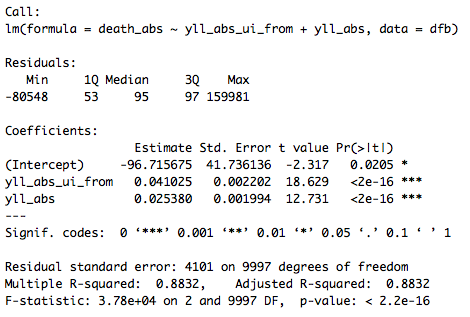 Call:
lm(formula = death_abs ~ yll_abs_ui_from + yll_abs, data = dfb)
Residuals:
Min 1Q Median 3Q Max
-80548 53 95 97 159981
Coefficients:
Estimate Std. Error t value Pr(>|t|)
(Intercept) -96.715675 41.736136 -2.317 0.0205 *
yll_abs_ui_from 0.041025 0.002202 18.629 <2e-16 ***
yll_abs 0.025380 0.001994 12.731 <2e-16 ***
---
Signif. codes: 0 ‘***’ 0.001 ‘**’ 0.01 ‘*’ 0.05 ‘.’ 0.1 ‘ ’ 1
Residual standard error: 4101 on 9997 degrees of freedom
Multiple R-squared: 0.8832, Adjusted R-squared: 0.8832
F-statistic: 3.78e+04 on 2 and 9997 DF, p-value: < 2.2e-16